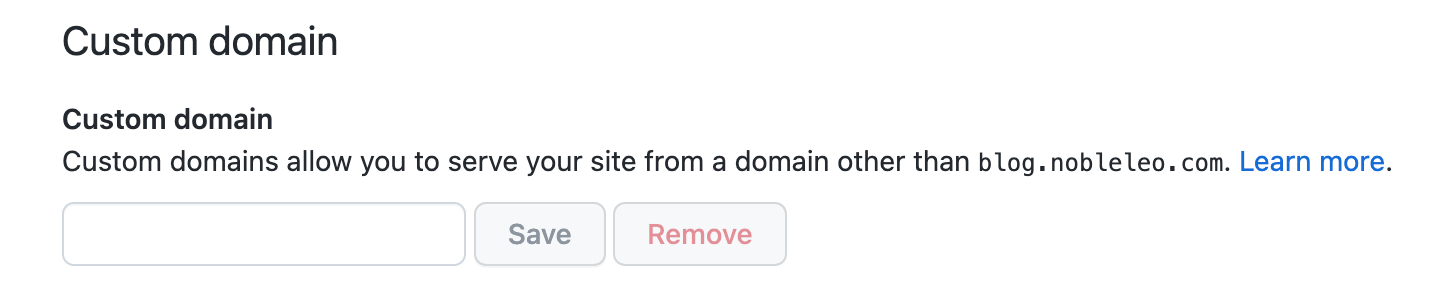 Custom domain
Custom domain
Custom domains allow you to serve your site from a domain other than blog.nobleleo.com. Learn more.
Save Remove